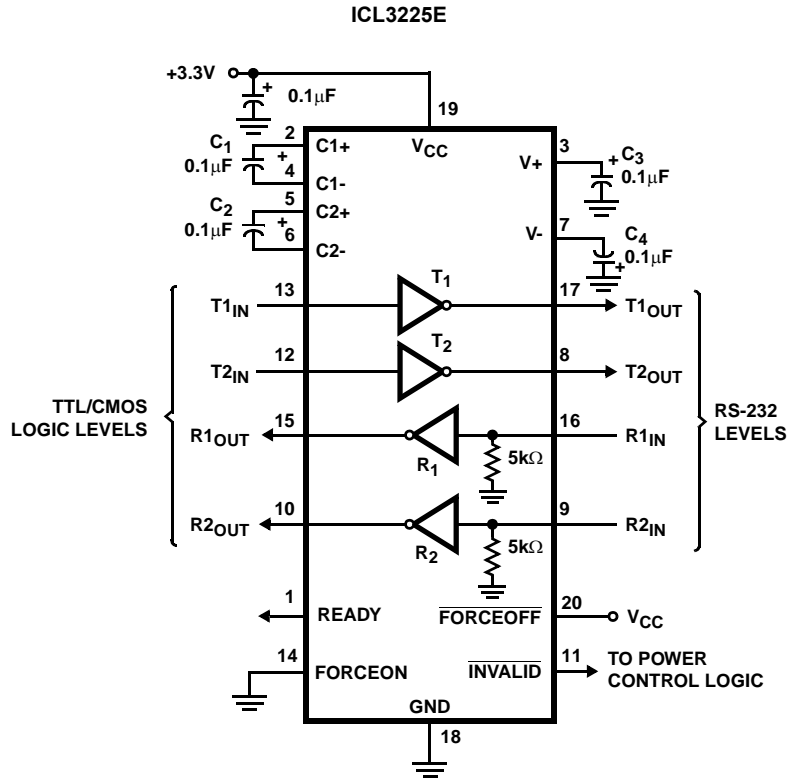 ICL3225E
+3.3V
+
0.1μF
19
C1
0.1μF
+
2
C1+
VCC
3
V+
+
C3
0.1μF
4
C1-
C2
0.1μF
+
5
C2+
6
C2-
7
V-
C4
0.1μF
+
T1
T1IN
13
17
T1OUT
T2
T2IN
12
8
T2OUT
TTL/CMOS
LOGIC LEVELS
RS-232
LEVELS
R1OUT
15
16
R1IN
R1
5kΩ
R2OUT
10
9
R2IN
R2
5kΩ
1
READY
FORCEOFF
20
VCC
14
FORCEON
INVALID
11
TO POWER
CONTROL LOGIC
GND
18